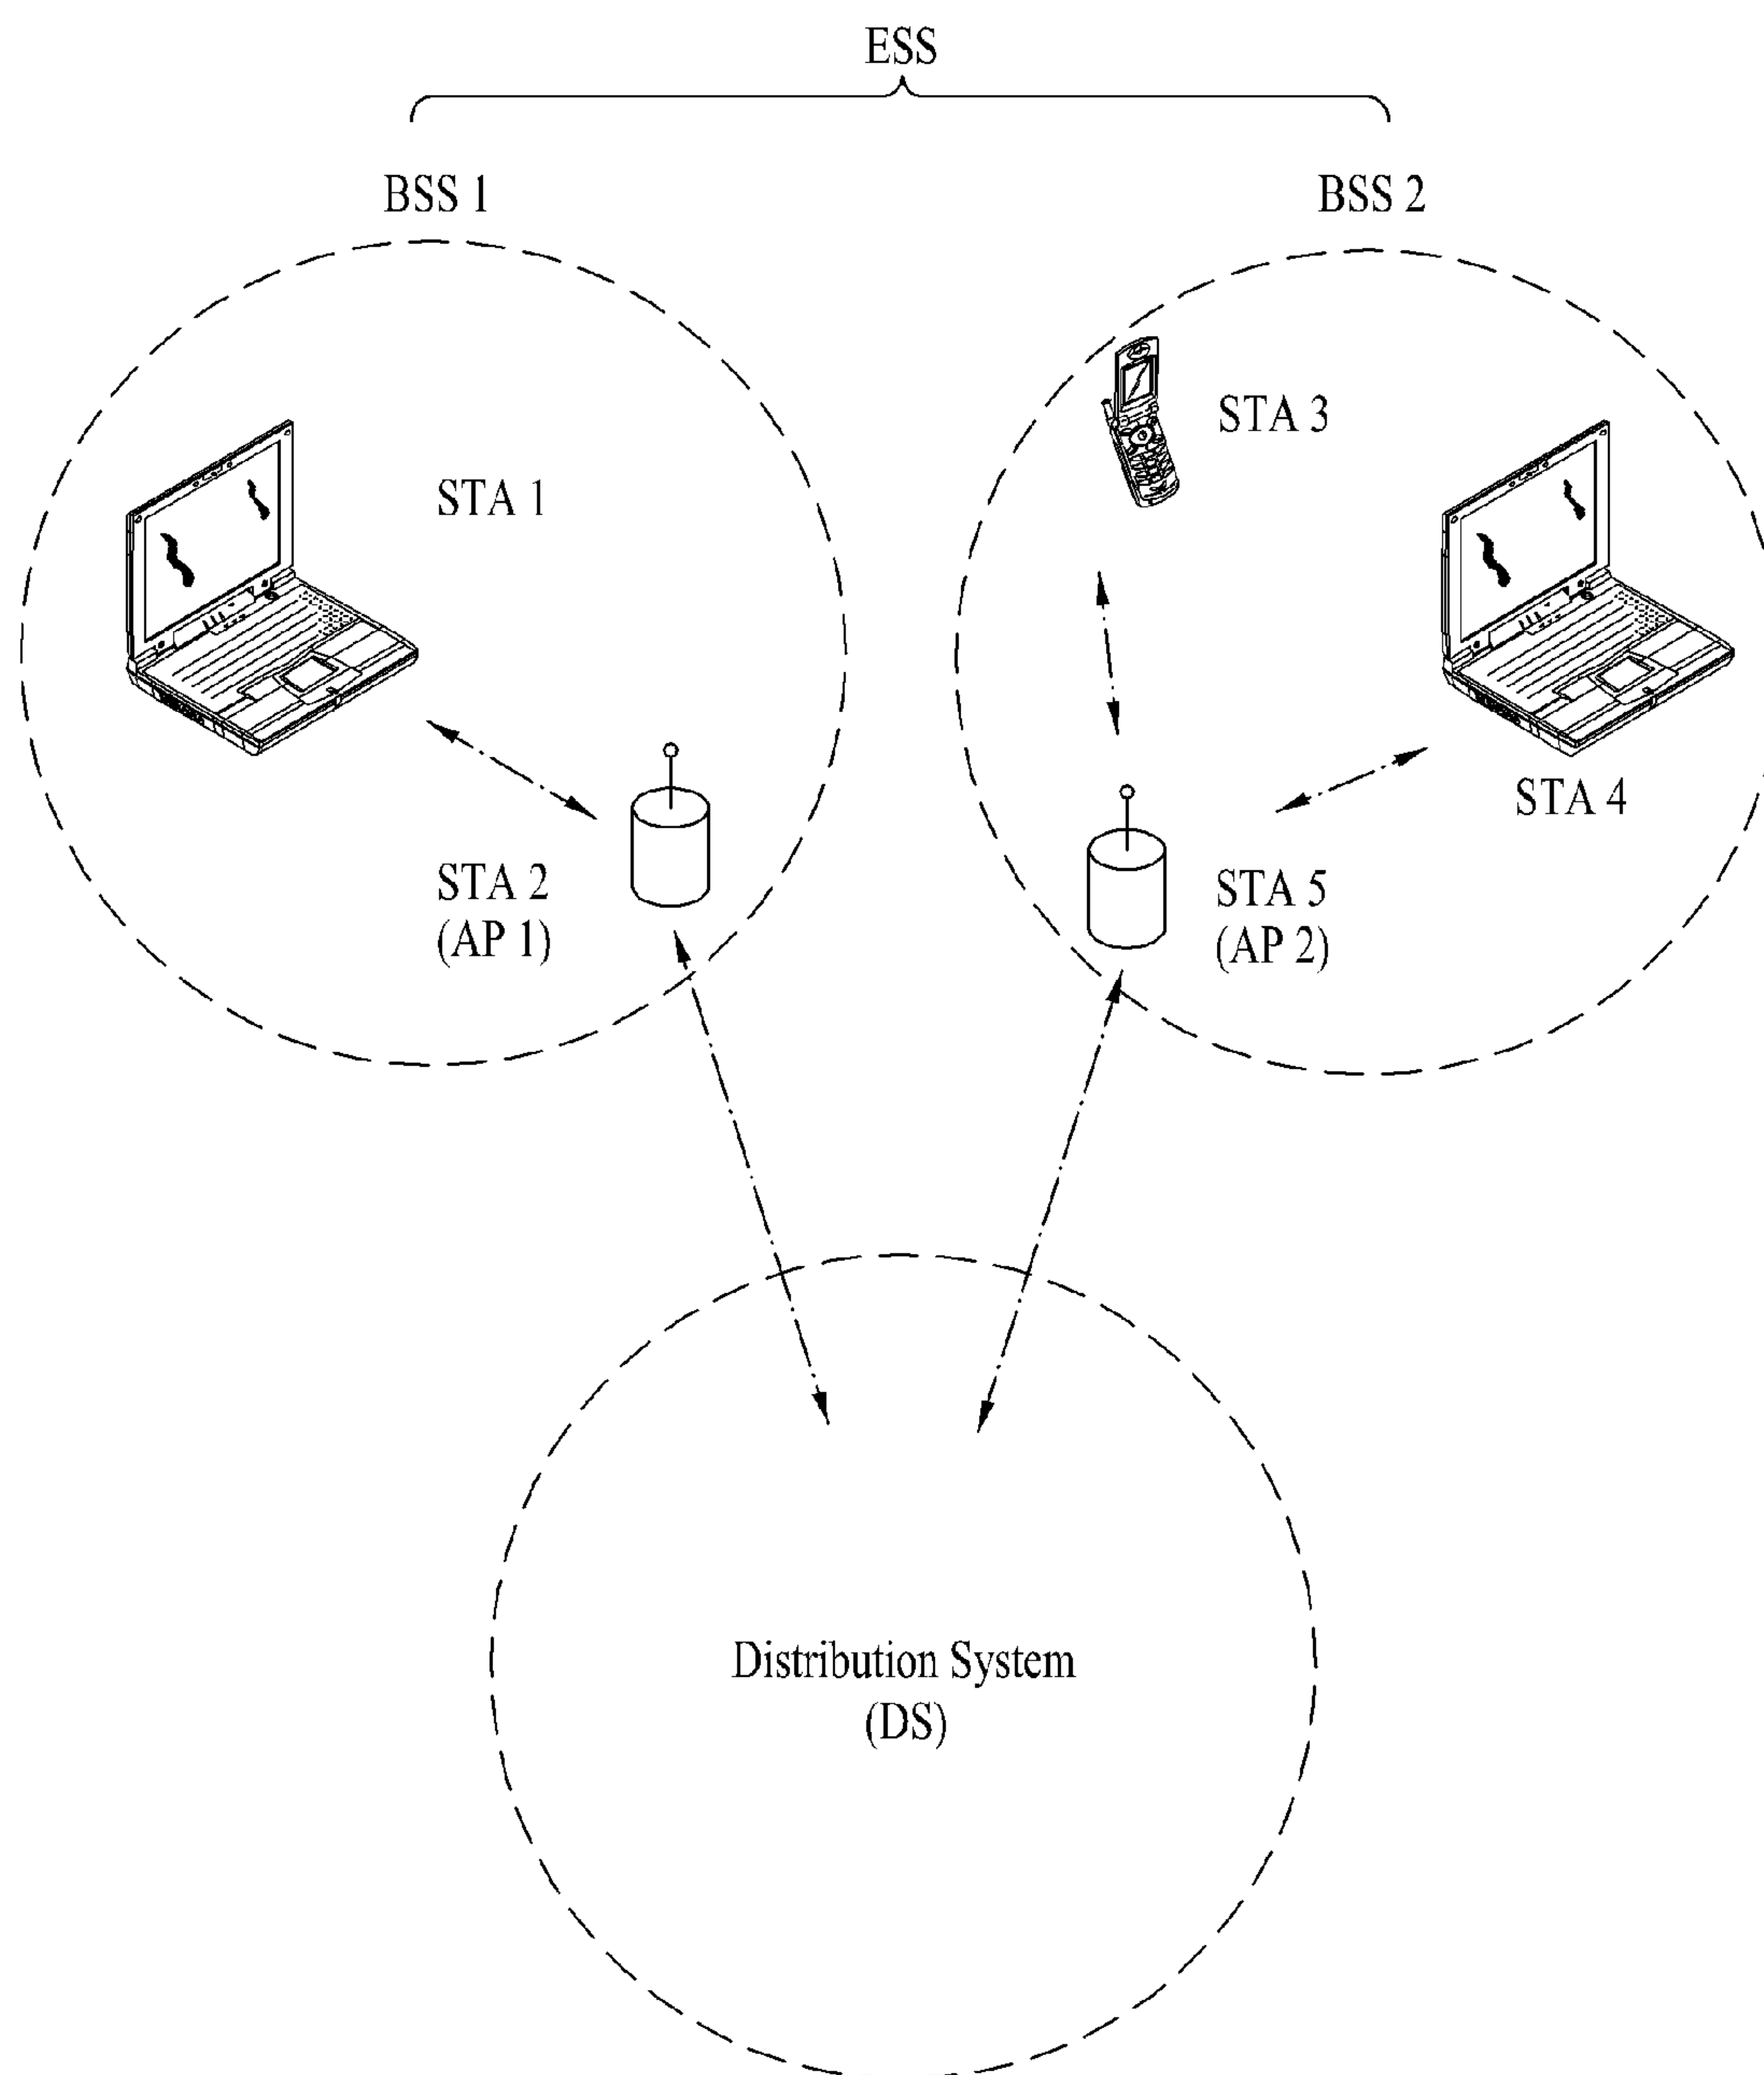 ESS
BSS 1
BSS 2
STA 3
STA 1
STA 4
STA 2
(AP 1)
STA 5
(AP 2)
Distribution System
(DS)